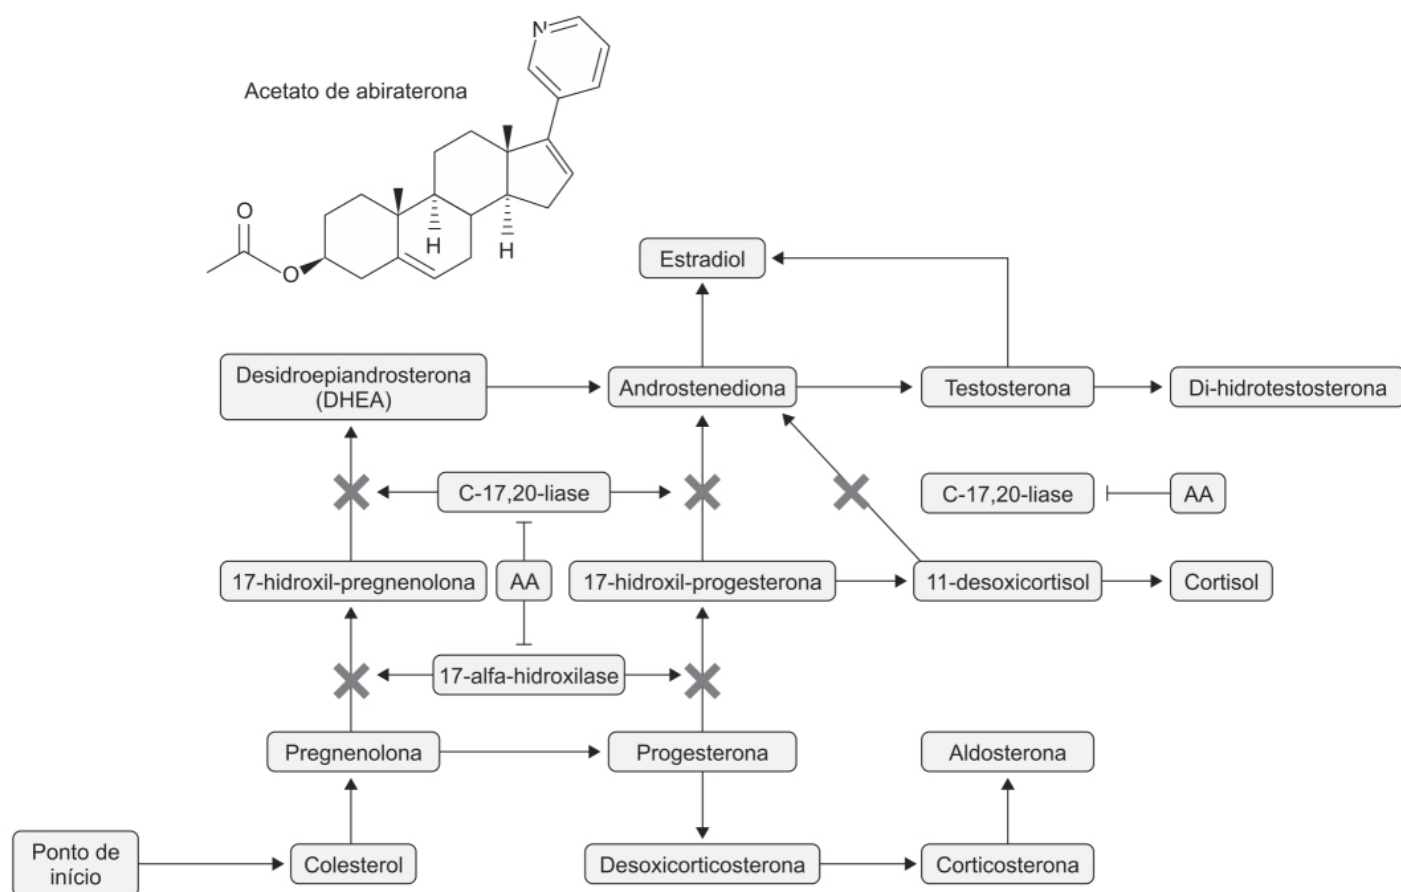 N
Acetato de abiraterona
O
O
H
H
Estradiol
Desidroepiandrosterona
(DHEA)
Androstenediona
Testosterona
Di-hidrotestosterona
C-17,20-liase
C-17,20-liase
AA
17-hidroxil-pregnenolona
AA
17-hidroxil-progesterona
11-desoxicortisol
Cortisol
17-alfa-hidroxilase
Pregnenolona
Progesterona
Aldosterona
Ponto de
início
Colesterol
Desoxicorticosterona
Corticosterona